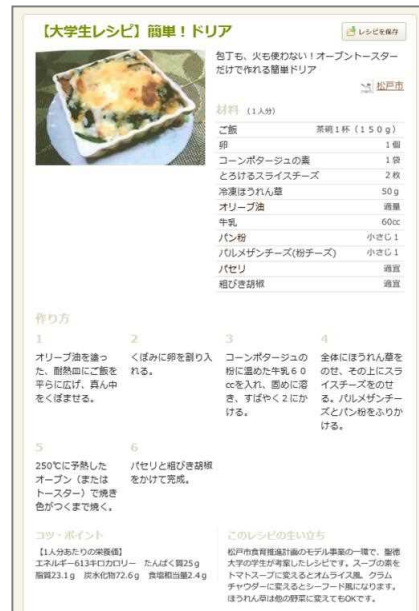 【大学生レシピ】簡単！ドリア
レシピを保存
包丁も、火も使わない！オーブントースター
だけで作れる簡単ドリア
松戸市
材料 （１人分）
ご飯 茶碗１杯（１５０ｇ）
卵 １個
コーンポタージュの素 １袋
とろけるスライスチーズ ２枚
冷凍ほうれん草 50ｇ
オリーブ油 適量
牛乳 60cc
パン粉 小さじ１
パルメザンチーズ(粉チーズ) 小さじ１
パセリ 適宜
粗びき胡椒 適宜
作り方
1
オリーブ油を塗っ
た、耐熱皿にご飯を
平らに広げ、真ん中
をくぼませる。
2
くぼみに卵を割り入
れる。
3
コーンポタージュの
粉に温めた牛乳６０
㏄を入れ、固めに溶
き、すばやく２にか
ける。
4
全体にほうれん草を
のせ、その上にスラ
イスチーズをのせ
る。パルメザンチー
ズとパン粉をふりか
ける。
5
250℃に予熱した
オーブン（または
トースター）で焼き
色がつくまで焼く。
6
パセリと粗びき胡椒
をかけて完成。
コツ・ポイント
【1人分あたりの栄養価】
エネルギー613キロカロリー　たんぱく質25ｇ
脂質23.1ｇ　炭水化物72.6ｇ　食塩相当量2.4ｇ
このレシピの生い立ち
松戸市食育推進計画のモデル事業の一環で、聖徳
大学の学生が考案したレシピです。スープの素を
トマトスープに変えるとオムライス風、クラム
チャウダーに変えるとシーフード風になります。
ほうれん草は他の野菜に変えてもOKです。